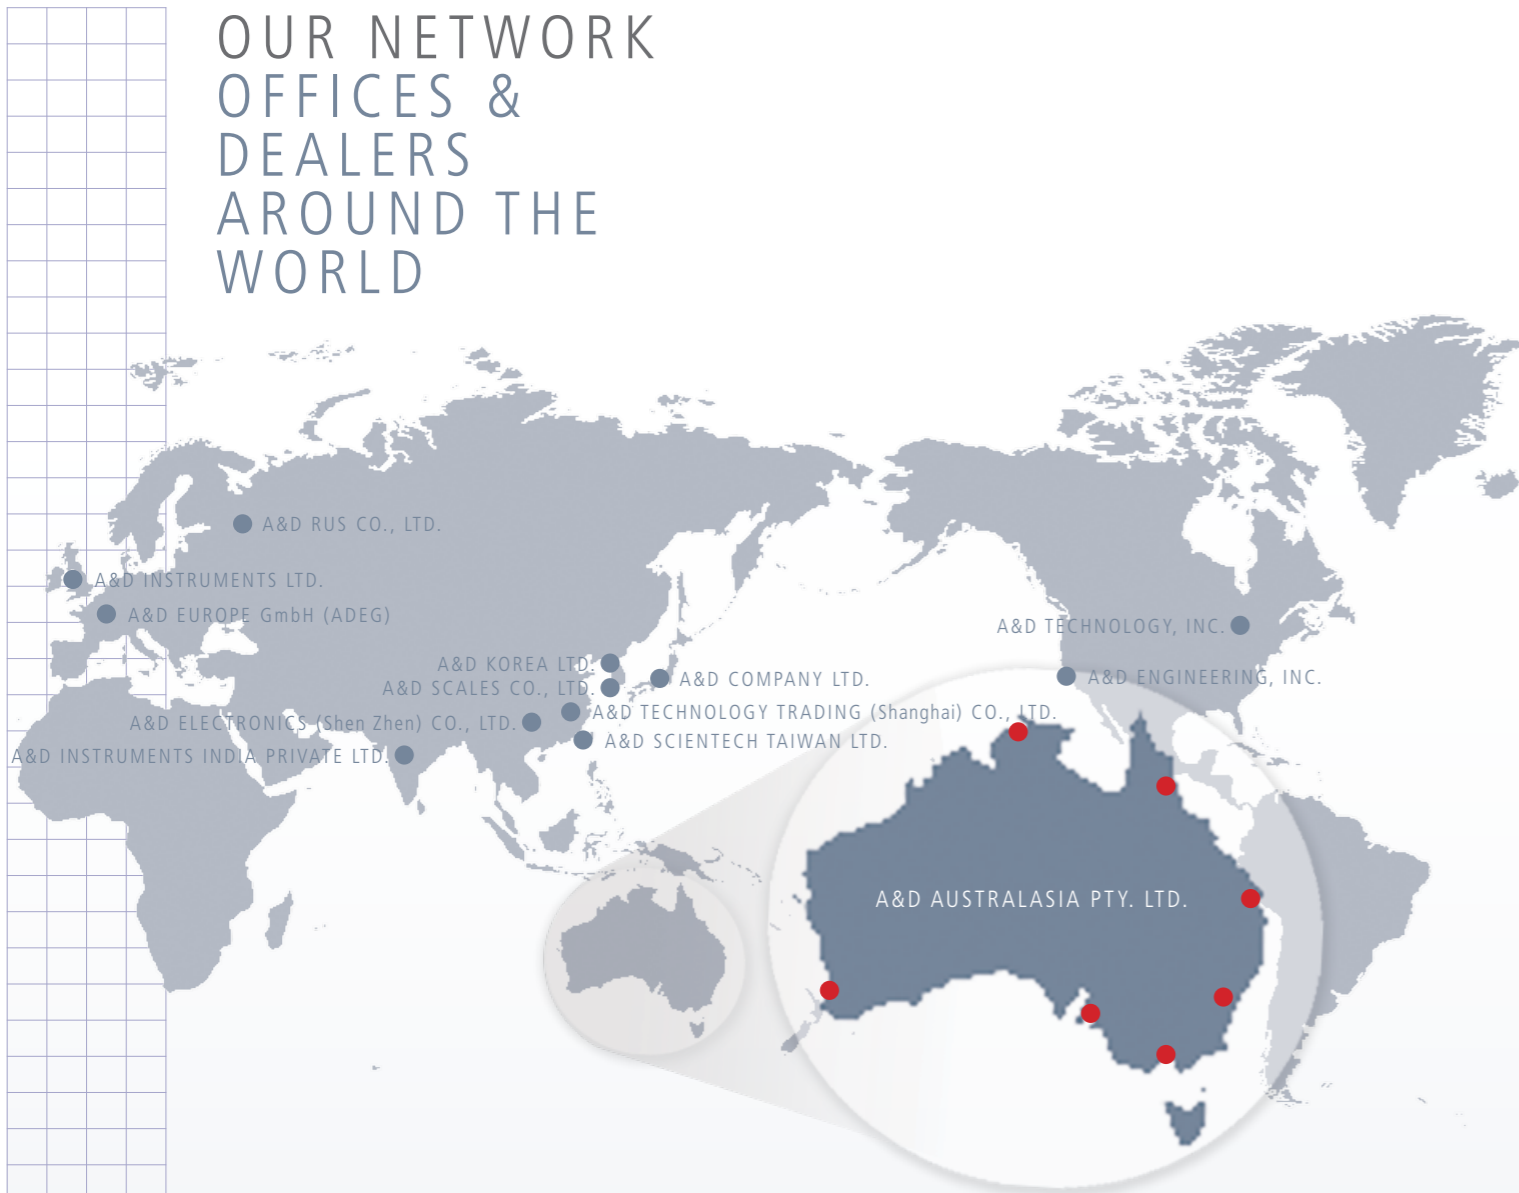 OUR NETWORK
OFFICES &
DEALERS
AROUND THE
WORLD
A&D RUS CO., LTD.
A&D INSTRUMENTS LTD.
A&D EUROPE GmbH (ADEG)
A&D TECHNOLOGY, INC.
A&D KOREA LTD.
A&D ENGINEERING, INC.
A&D COMPANY LTD.
A&D SCALES CO., LTD.
A&D TECHNOLOGY TRADING (Shanghai) CO., LTD.
A&D ELECTRONICS (Shen Zhen) CO., LTD.
A&D SCIENTECH TAIWAN LTD.
A&D INSTRUMENTS INDIA PRIVATE LTD.
A&D AUSTRALASIA PTY. LTD.